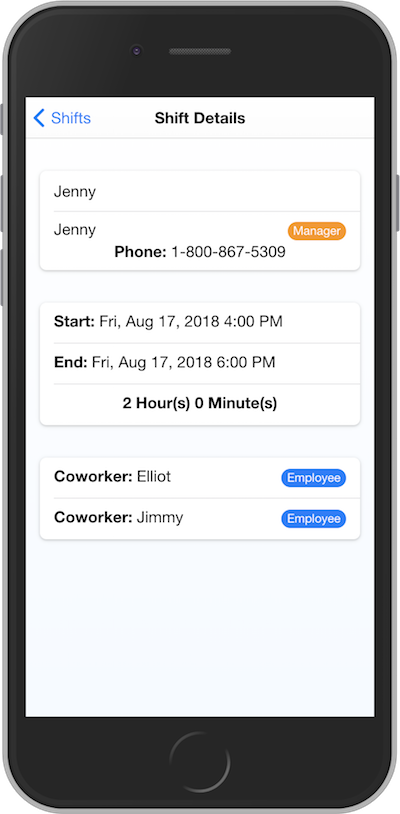 Shifts Shift Details
Jenny
Jenny Manager
Phone: 1-800-867-5309
Start: Fri, Aug 17, 2018 4:00 PM
End: Fri, Aug 17, 2018 6:00 PM
2 Hour(s) 0 Minute(s)
Coworker: Elliot Employee
Coworker: Jimmy Employee